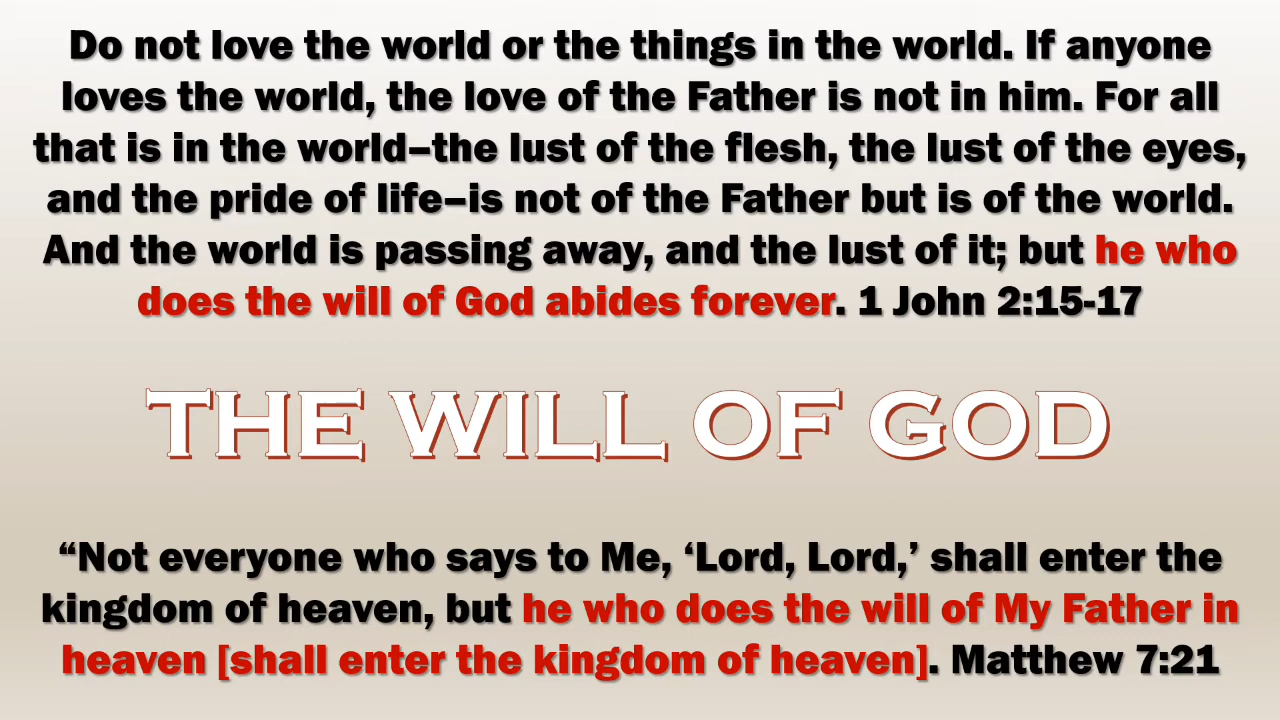 Do not love the world or the things in the world. If anyone
loves the world, the love of the Father is not in him. For all
that is in the world–the lust of the flesh, the lust of the eyes,
and the pride of life–is not of the Father but is of the world.
And the world is passing away, and the lust of it; but he who
does the will of God abides forever. 1 John 2:15-17
THE WILL OF GOD
“Not everyone who says to Me, ‘Lord, Lord,’ shall enter the
kingdom of heaven, but he who does the will of My Father in
heaven [shall enter the kingdom of heaven]. Matthew 7:21